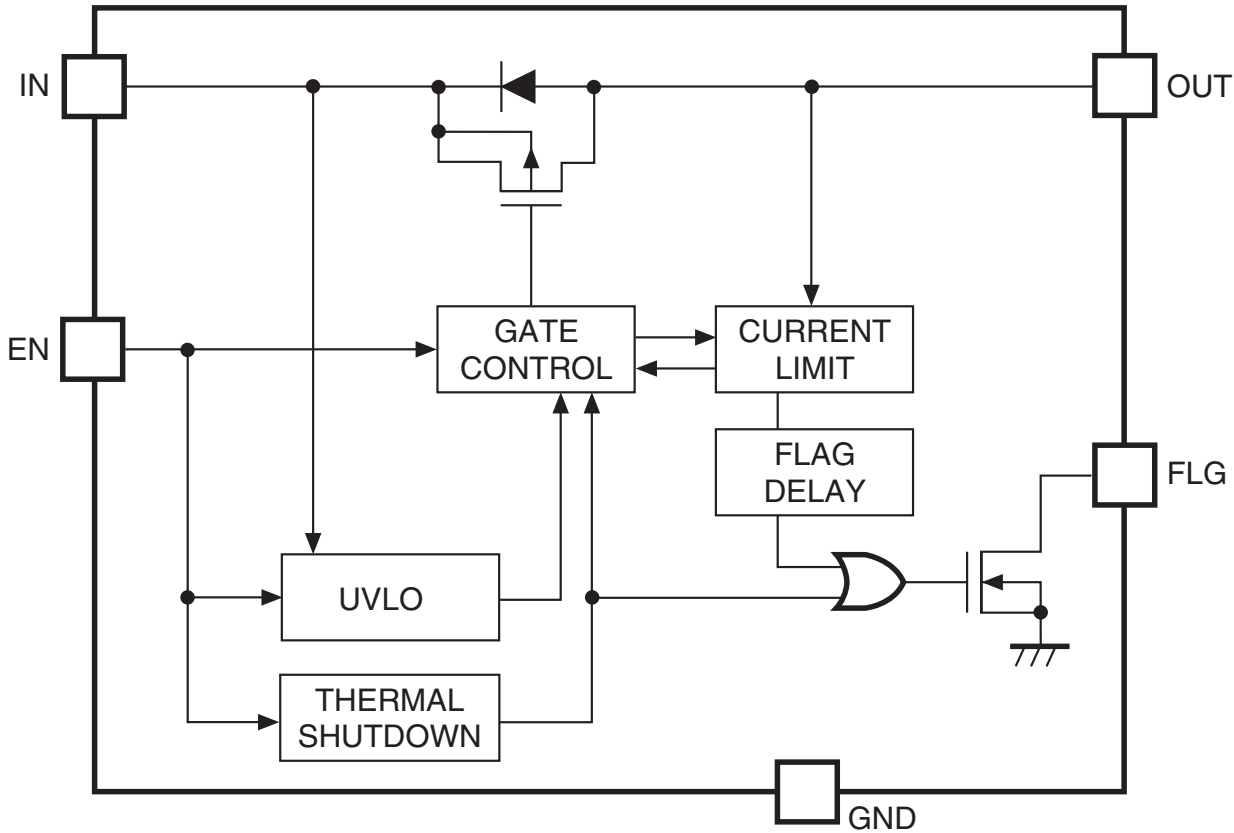 IN
OUT
EN
GATE
CONTROL
CURRENT
LIMIT
FLAG
DELAY
FLG
UVLO
THERMAL
SHUTDOWN
GND